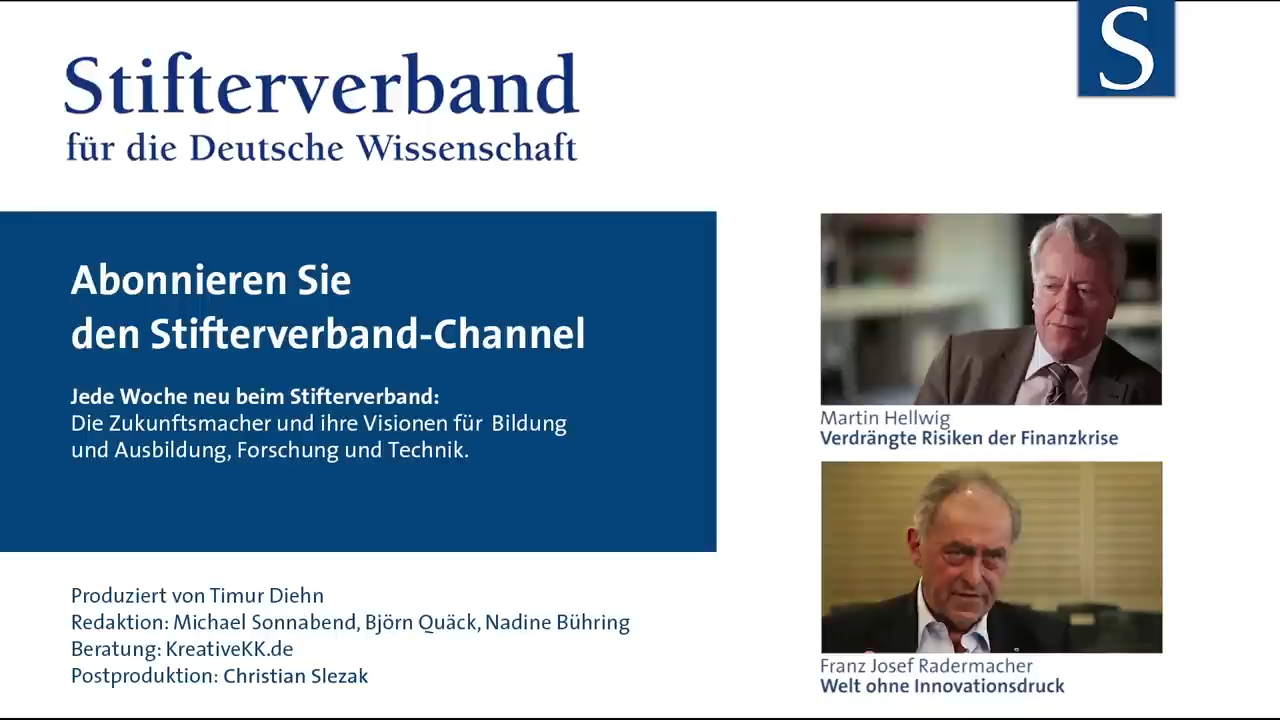 Stifterverband
für die Deutsche Wissenschaft
S
Abonnieren Sie
den Stifterverband-Channel
Jede Woche neu beim Stifterverband:
Die Zukunftsmacher und ihre Visionen für Bildung
und Ausbildung, Forschung und Technik.
Produziert von Timur Diehn
Redaktion: Michael Sonnabend, Björn Quäck, Nadine Bühring
Beratung: KreativeKK.de
Postproduktion: Christian Slezak
Martin Hellwig
Verdrängte Risiken der Finanzkrise
Franz Josef Radermacher
Welt ohne Innovationsdruck